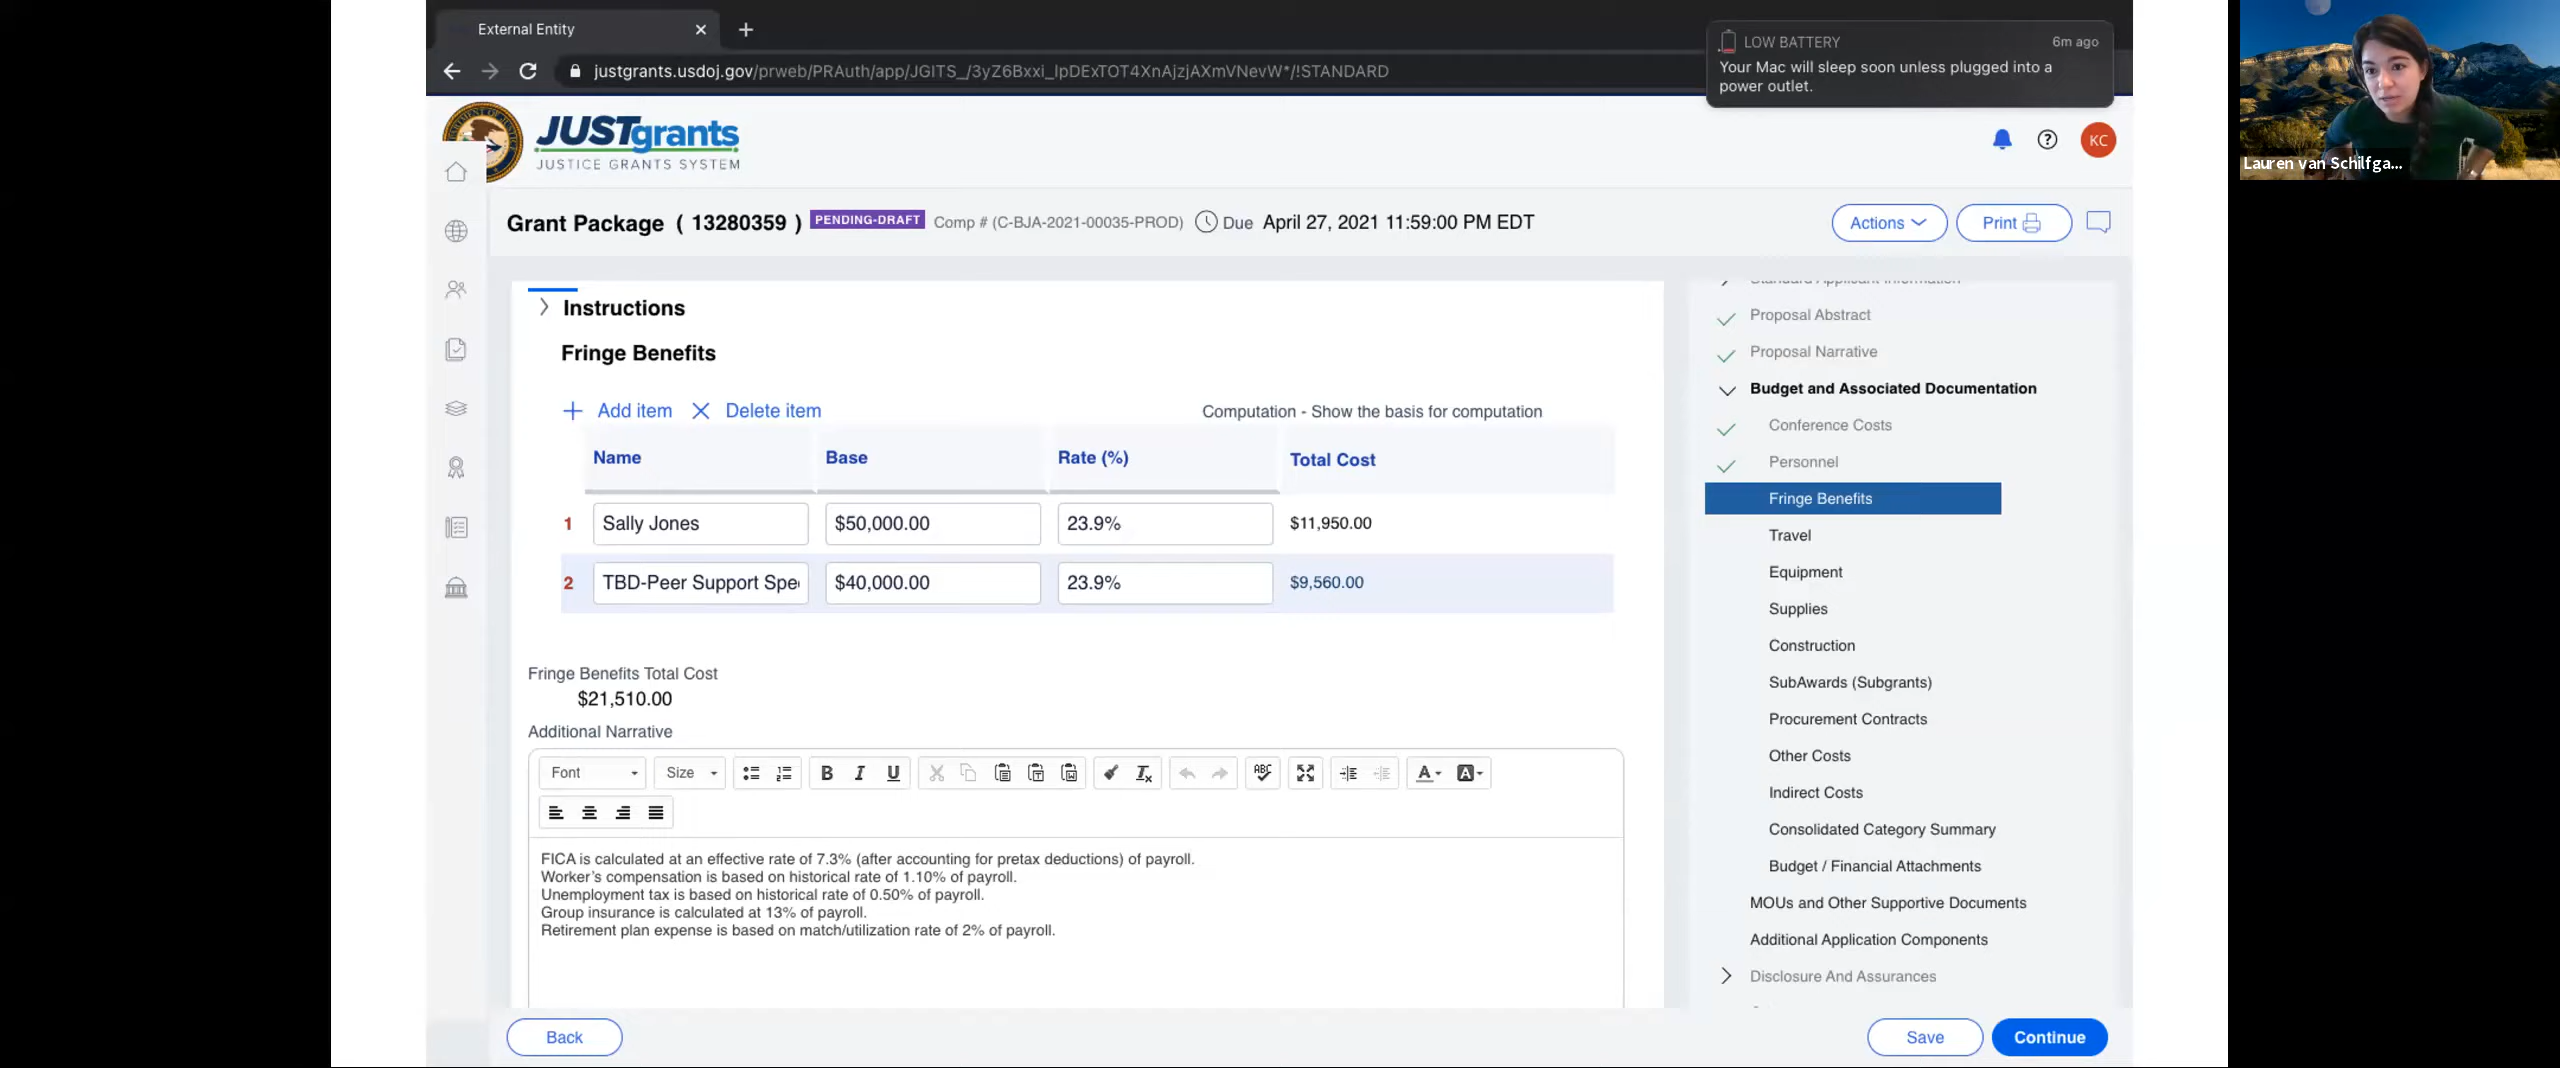 External Entity
LOW BATTERY
6m ago
Your Mac will sleep soon unless plugged into a
power outlet.
justgrants.usdoj.gov/prweb/PRAuth/app/JGITS_/3yZ6Bxxi_IpDExTOT4XnAjzjAXmVNevW*/!STANDARD
Lauren van Schilfga...
JUSTgrants
JUSTICE GRANTS SYSTEM
KC
Grant Package ( 13280359 ) PENDING-DRAFT Comp # (C-BJA-2021-00035-PROD) Due April 27, 2021 11:59:00 PM EDT
Actions
Print
Instructions
Fringe Benefits
Add item
Delete item
Computation - Show the basis for computation
Name Base Rate (%) Total Cost
1 Sally Jones $50,000.00 23.9% $11,950.00
2 TBD-Peer Support Spe $40,000.00 23.9% $9,560.00
Fringe Benefits Total Cost
$21,510.00
Additional Narrative
Font Size B I U ABC A A
FICA is calculated at an effective rate of 7.3% (after accounting for pretax deductions) of payroll.
Worker's compensation is based on historical rate of 1.10% of payroll.
Unemployment tax is based on historical rate of 0.50% of payroll.
Group insurance is calculated at 13% of payroll.
Retirement plan expense is based on match/utilization rate of 2% of payroll.
Standard Applicant Information
Proposal Abstract
Proposal Narrative
Budget and Associated Documentation
Conference Costs
Personnel
Fringe Benefits
Travel
Equipment
Supplies
Construction
SubAwards (Subgrants)
Procurement Contracts
Other Costs
Indirect Costs
Consolidated Category Summary
Budget / Financial Attachments
MOUs and Other Supportive Documents
Additional Application Components
Disclosure And Assurances
Back
Save
Continue